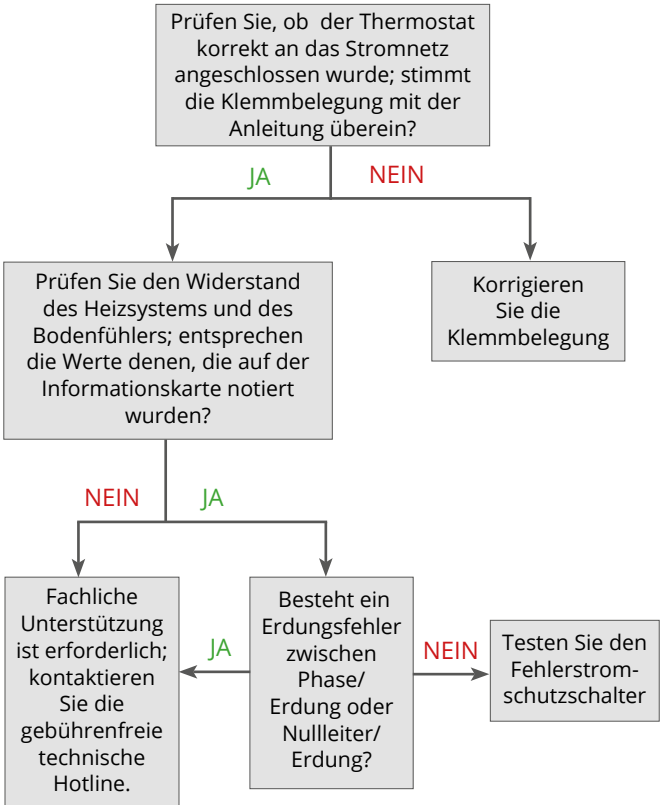 Prüfen Sie, ob der Thermostat
korrekt an das Stromnetz
angeschlossen wurde; stimmt
die Klemmbelegung mit der
Anleitung überein?
JA
NEIN
Prüfen Sie den Widerstand
des Heizsystems und des
Bodenfühlers; entsprechen
die Werte denen, die auf der
Informationskarte notiert
wurden?
Korrigieren
Sie die
Klemmbelegung
NEIN
JA
Fachliche
Unterstützung
ist erforderlich;
kontaktieren
Sie die
gebührenfreie
technische
Hotline.
JA
Besteht ein
Erdungsfehler
zwischen
Phase/
Erdung oder
Nullleiter/
Erdung?
NEIN
Testen Sie den
Fehlerstrom-
schutzschalter